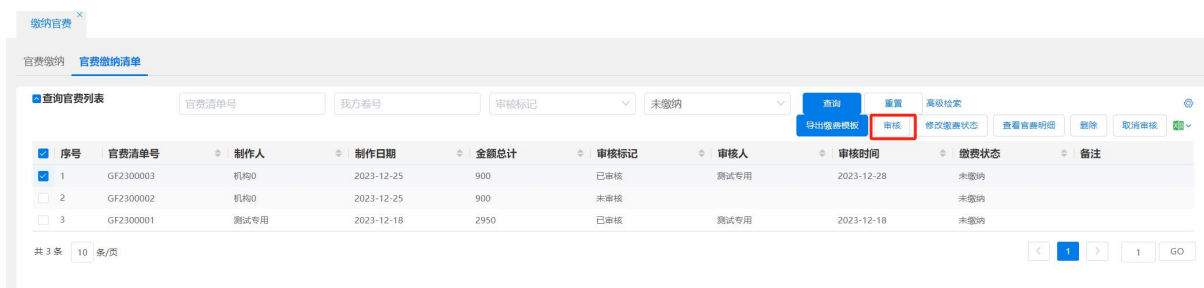 缴纳官费 ×
官费缴纳 官费缴纳清单
查询官费列表 官费清单号 我方卷号 审核标记 未缴纳 查询 重置 高级检索
导出缴费模板 审核 修改缴费状态 查看官费明细 删除 取消审核
序号 官费清单号 制作人 制作日期 金额总计 审核标记 审核人 审核时间 缴费状态 备注
1 GF2300003 机构0 2023-12-25 900 已审核 测试专用 2023-12-28 未缴纳
2 GF2300002 机构0 2023-12-25 900 未审核 未缴纳
3 GF2300001 测试专用 2023-12-18 2950 已审核 测试专用 2023-12-18 未缴纳
共 3 条 10 条/页 < 1 > 1 GO